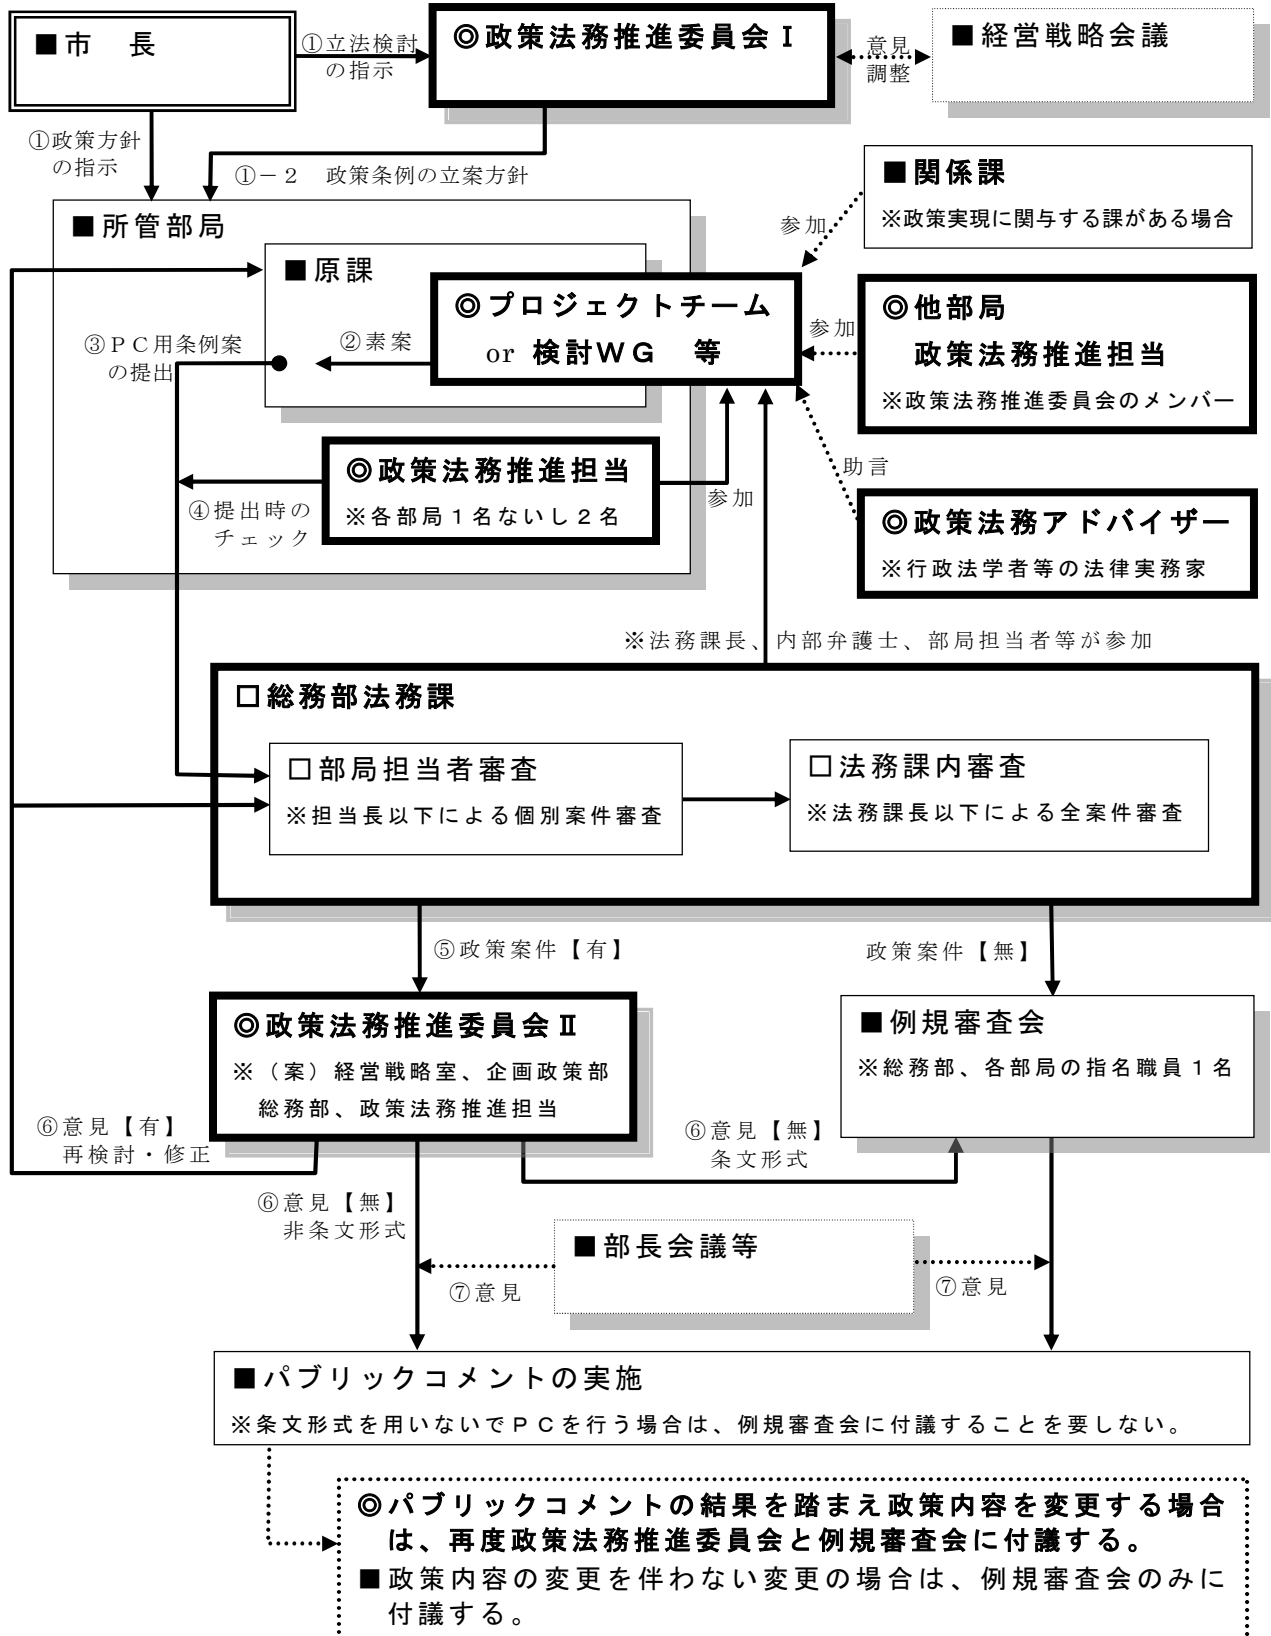 ■市　長
①立法検討
の指示
◎政策法務推進委員会Ⅰ
意見
調整
■経営戦略会議
①政策方針
の指示
①－２　政策条例の立案方針
■関係課
※政策実現に関与する課がある場合
参加
■所管部局
■原課
◎プロジェクトチーム
or 検討ＷＧ　等
②素案
③ＰＣ用条例案
の提出
参加
◎他部局
政策法務推進担当
※政策法務推進委員会のメンバー
◎政策法務推進担当
※各部局１名ないし２名
④提出時の
チェック
参加
助言
◎政策法務アドバイザー
※行政法学者等の法律実務家
※法務課長、内部弁護士、部局担当者等が参加
□総務部法務課
□部局担当者審査
※担当長以下による個別案件審査
□法務課内審査
※法務課長以下による全案件審査
⑤政策案件【有】
政策案件【無】
◎政策法務推進委員会Ⅱ
※（案）経営戦略室、企画政策部
総務部、政策法務推進担当
■例規審査会
※総務部、各部局の指名職員１名
⑥意見【有】
再検討・修正
⑥意見【無】
条文形式
⑥意見【無】
非条文形式
■部長会議等
⑦意見
⑦意見
■パブリックコメントの実施
※条文形式を用いないでＰＣを行う場合は、例規審査会に付議することを要しない。
◎パブリックコメントの結果を踏まえ政策内容を変更する場合
は、再度政策法務推進委員会と例規審査会に付議する。
■政策内容の変更を伴わない変更の場合は、例規審査会のみに
付議する。